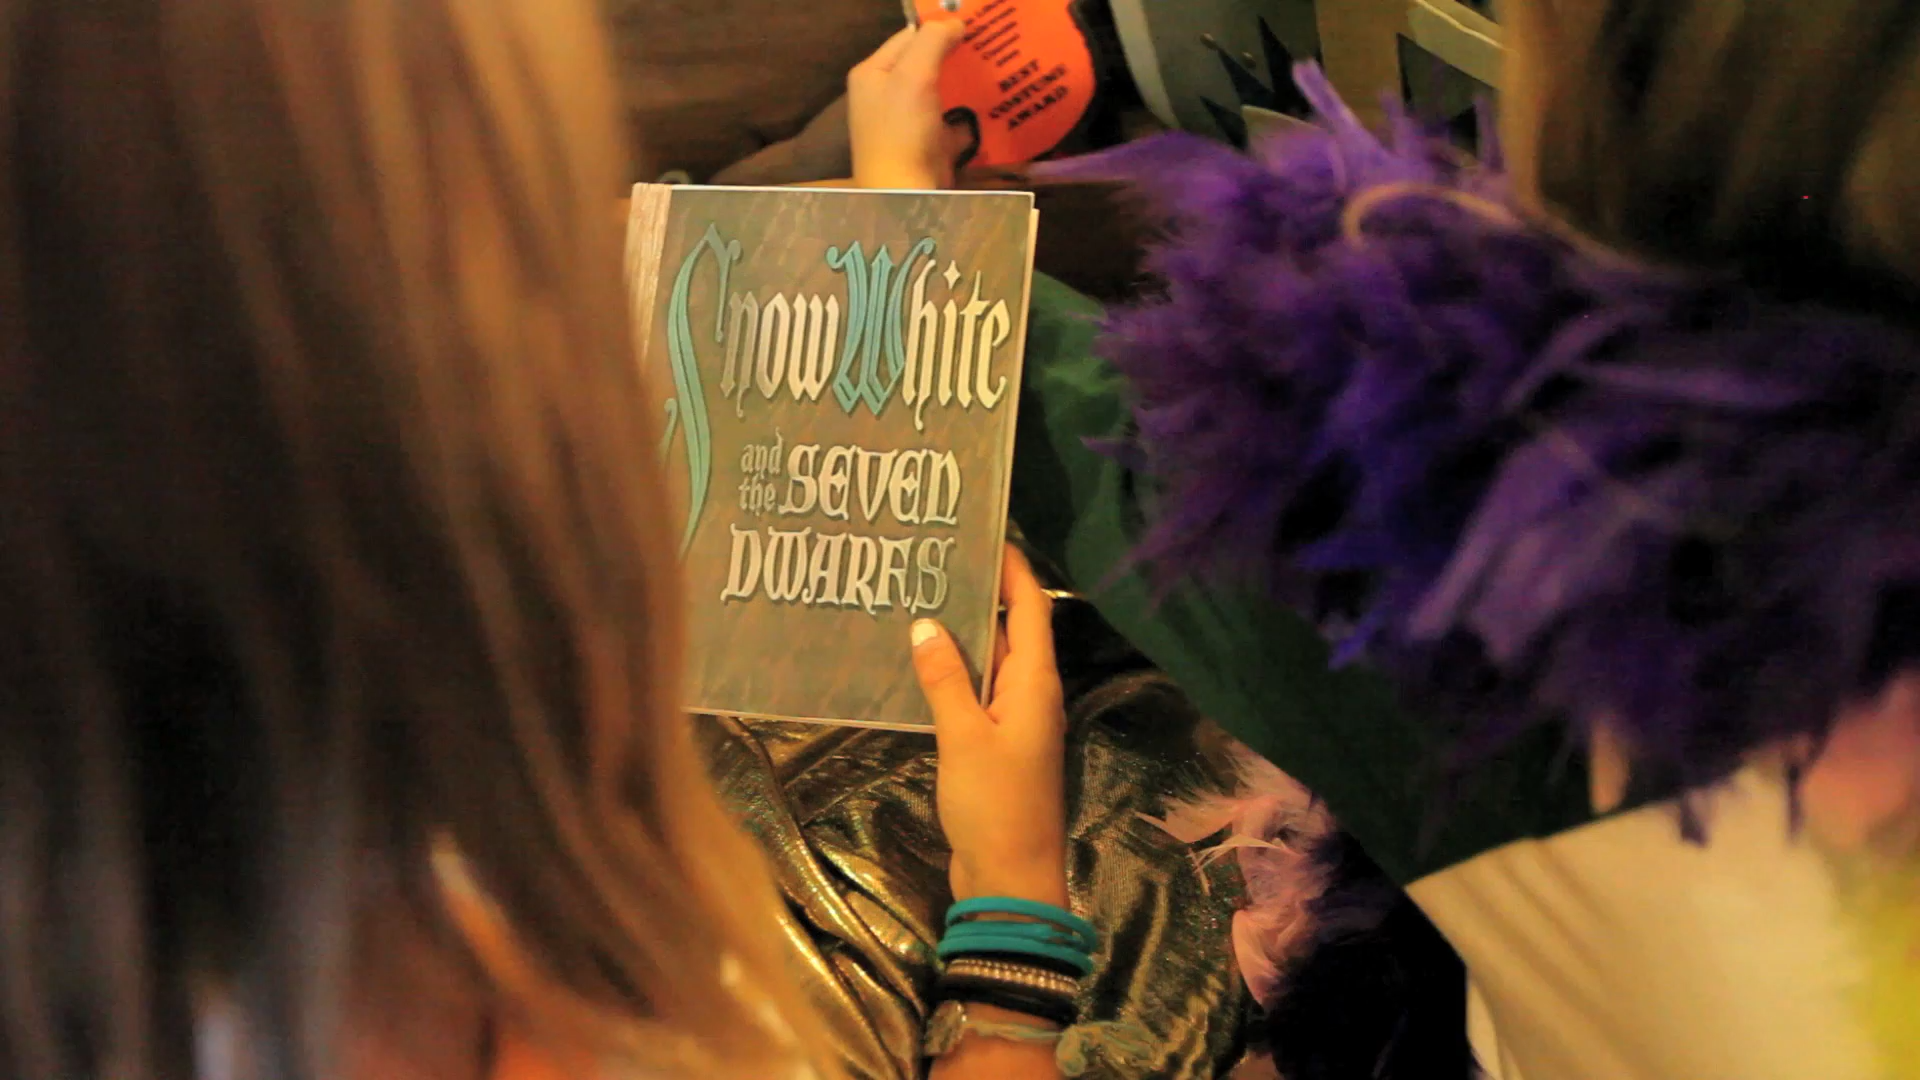 BEST
COSTUME
AWARD
Snow White
and
the SEVEN
DWARFS